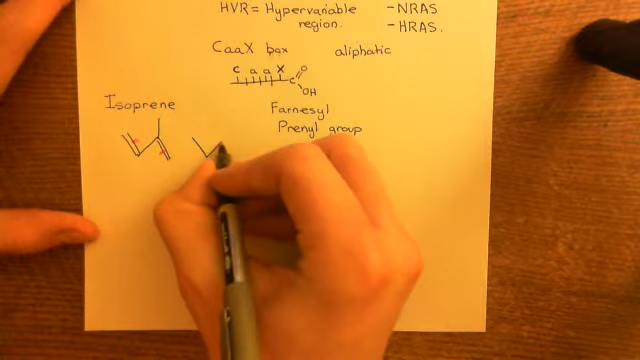 HVR = Hypervariable region.
- NRAS
- HRAS.
CaaX box aliphatic
C a a X C O
OH
Isoprene
Farnesyl
Prenyl group